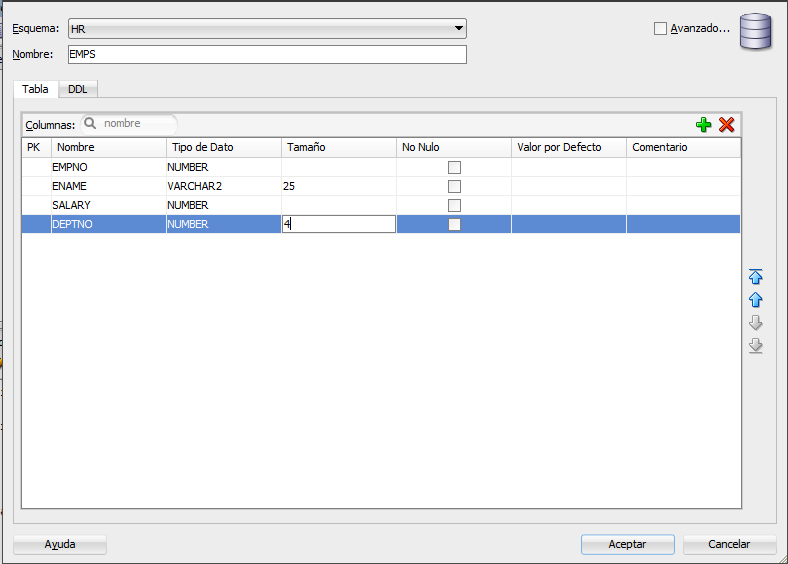 Esquema: HR Avanzado...
Nombre: EMPS
Tabla DDL
Columnas: nombre
PK Nombre Tipo de Dato Tamaño No Nulo Valor por Defecto Comentario
EMPNO NUMBER
ENAME VARCHAR2 25
SALARY NUMBER
DEPTNO NUMBER 4
Ayuda Aceptar Cancelar